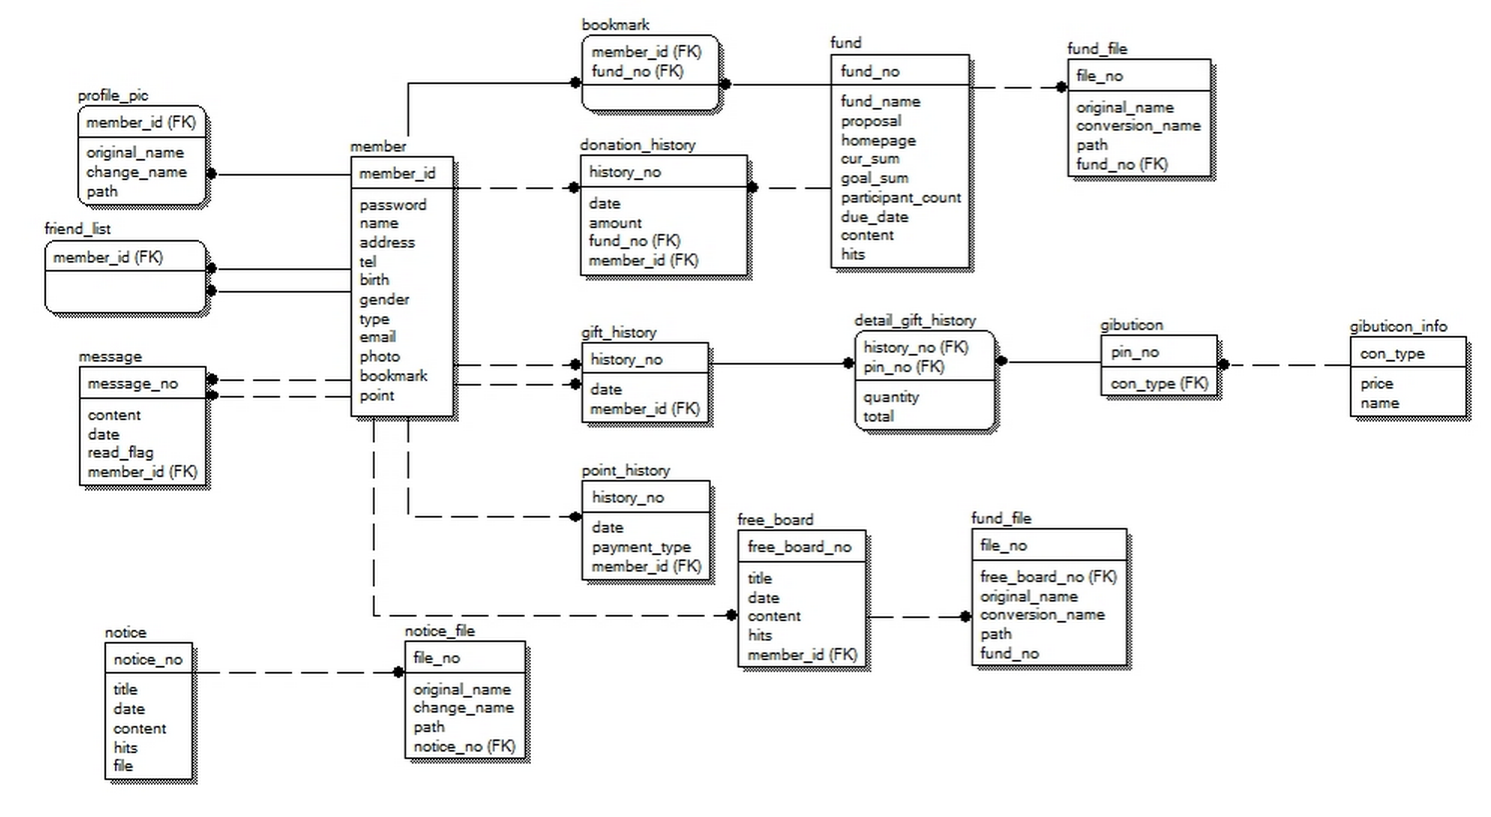 bookmark
member_id (FK)
fund_no (FK)
fund
fund_no
fund_name
proposal
homepage
cur_sum
goal_sum
participant_count
due_date
content
hits
fund_file
file_no
original_name
conversion_name
path
fund_no (FK)
profile_pic
member_id (FK)
original_name
change_name
path
member
member_id
password
name
address
tel
birth
gender
type
email
photo
bookmark
point
donation_history
history_no
date
amount
fund_no (FK)
member_id (FK)
friend_list
member_id (FK)
message
message_no
content
date
read_flag
member_id (FK)
gift_history
history_no
date
member_id (FK)
detail_gift_history
history_no (FK)
pin_no (FK)
quantity
total
gibuticon
pin_no
con_type (FK)
gibuticon_info
con_type
price
name
point_history
history_no
date
payment_type
member_id (FK)
free_board
free_board_no
title
date
content
hits
member_id (FK)
fund_file
file_no
free_board_no (FK)
original_name
conversion_name
path
fund_no
notice
notice_no
title
date
content
hits
file
notice_file
file_no
original_name
change_name
path
notice_no (FK)